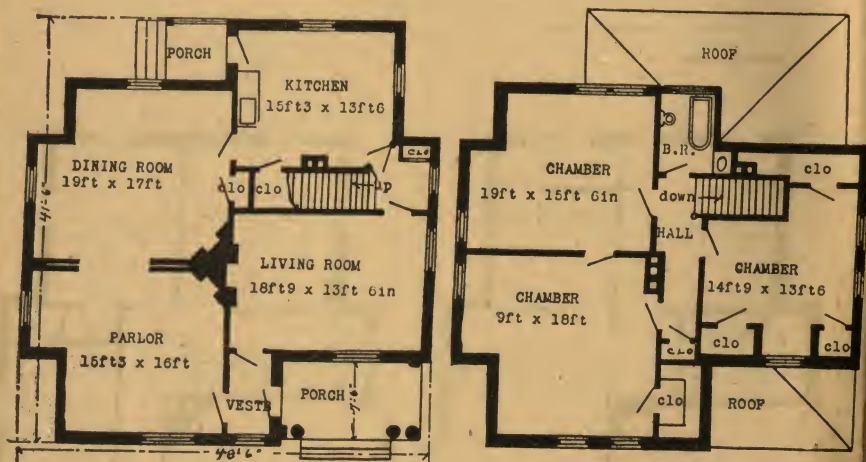 PORCH
KITCHEN
15ft3 x 13ft6
DINING ROOM
19ft x 17ft
clo
clo
clo
up
41'-6"
LIVING ROOM
18ft9 x 13ft 6in
PARLOR
15ft3 x 16ft
VESTB
PORCH
7'-6"
40'-6"
ROOF
B.R.
CHAMBER
19ft x 15ft 6in
clo
down
HALL
CHAMBER
14ft9 x 13ft6
CHAMBER
9ft x 18ft
clo
clo
clo
clo
ROOF